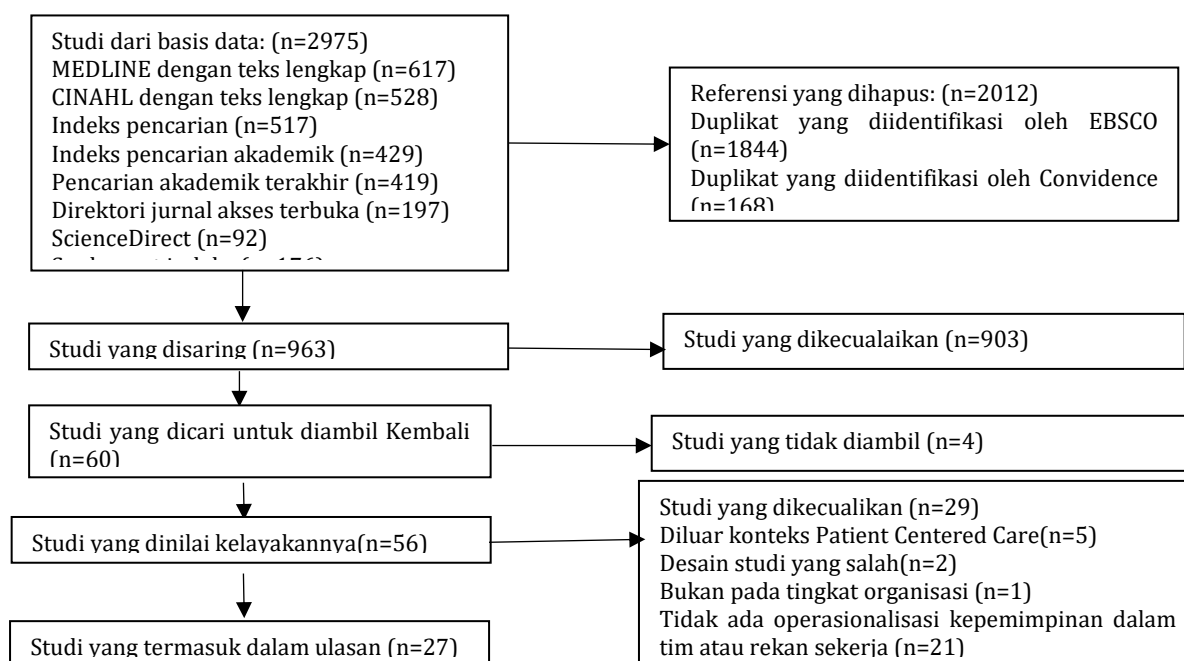 Studi dari basis data: (n=2975)
MEDLINE dengan teks lengkap (n=617)
CINAHL dengan teks lengkap (n=528)
Indeks pencarian (n=517)
Indeks pencarian akademik (n=429)
Pencarian akademik terakhir (n=419)
Direktori jurnal akses terbuka (n=197)
ScienceDirect (n=92)
Referensi yang dihapus: (n=2012)
Duplikat yang diidentifikasi oleh EBSCO
(n=1844)
Duplikat yang diidentifikasi oleh Convidence
(n=168)
Studi yang disaring (n=963)
Studi yang dikecualaikan (n=903)
Studi yang dicari untuk diambil Kembali
(n=60)
Studi yang tidak diambil (n=4)
Studi yang dinilai kelayakannya(n=56)
Studi yang dikecualikan (n=29)
Diluar konteks Patient Centered Care(n=5)
Desain studi yang salah(n=2)
Bukan pada tingkat organisasi (n=1)
Tidak ada operasionalisasi kepemimpinan dalam
tim atau rekan sekerja (n=21)
Studi yang termasuk dalam ulasan (n=27)